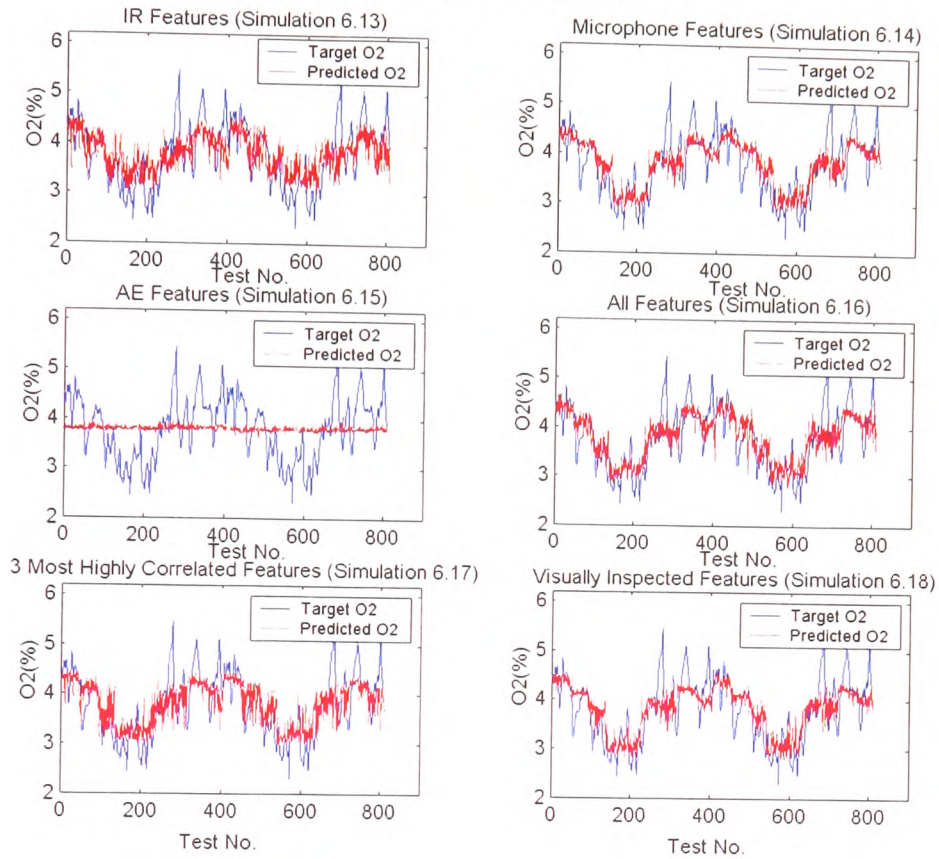 IR Features (Simulation 6.13)
6
5
4
3
2
O2(%)
Target O2
Predicted O2
0
200
400
600
800
Test No.
Microphone Features (Simulation 6.14)
6
5
4
3
2
O2(%)
Target O2
Predicted O2
0
200
400
600
800
Test No.
AE Features (Simulation 6.15)
6
5
4
3
2
O2(%)
Target O2
Predicted O2
0
200
400
600
800
Test No.
All Features (Simulation 6.16)
6
5
4
3
2
O2(%)
Target O2
Predicted O2
0
200
400
600
800
Test No.
3 Most Highly Correlated Features (Simulation 6.17)
6
5
4
3
2
O2(%)
Target O2
Predicted O2
0
200
400
600
800
Test No.
Visually Inspected Features (Simulation 6.18)
6
5
4
3
2
O2(%)
Target O2
Predicted O2
0
200
400
600
800
Test No.